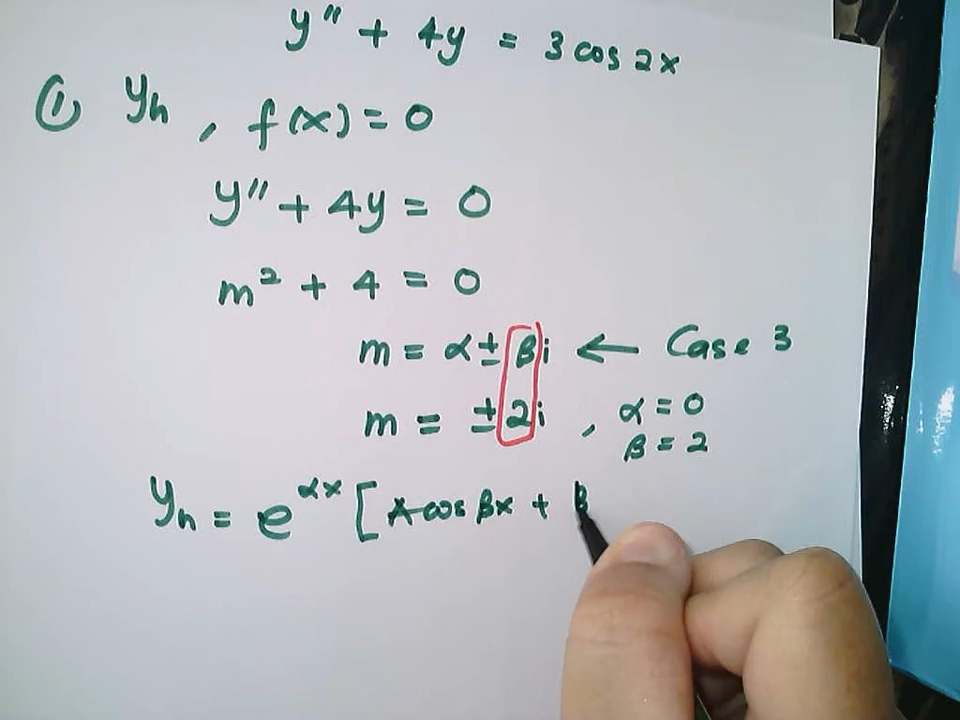 y" + 4y = 3 cos 2x
① yh , f(x) = 0
y" + 4y = 0
m² + 4 = 0
m = α ± βi ← Case 3
m = ±2i , α = 0
β = 2
yh = e^αx [A cos βx + B